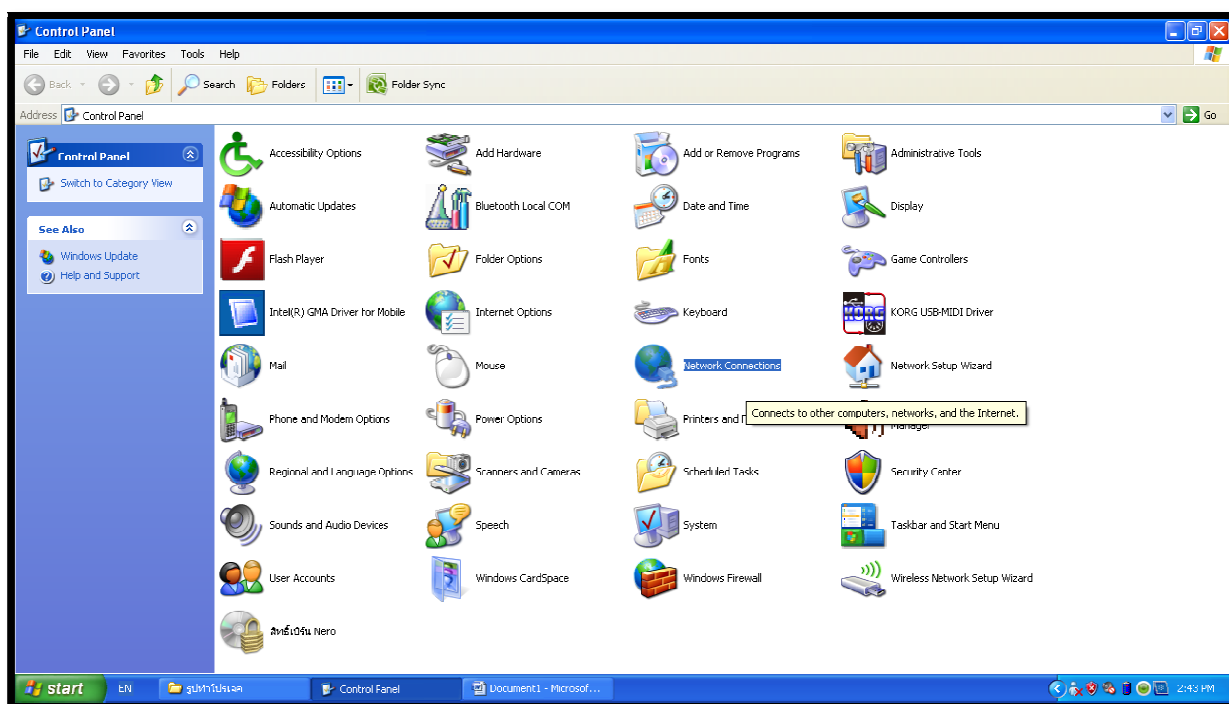 Control Panel
File Edit View Favorites Tools Help
Back Search Folders Folder Sync
Address Control Panel Go
Control Panel
Switch to Category View
See Also
Windows Update
Help and Support
Accessibility Options Add Hardware Add or Remove Programs Administrative Tools
Automatic Updates Bluetooth Local COM Date and Time Display
Flash Player Folder Options Fonts Game Controllers
Intel(R) GMA Driver for Mobile Internet Options Keyboard KORG USB-MIDI Driver
Mail Mouse Network Connections Network Setup Wizard
Connects to other computers, networks, and the Internet.
Phone and Modem Options Power Options Printers and Manager
Regional and Language Options Scanners and Cameras Scheduled Tasks Security Center
Sounds and Audio Devices Speech System Taskbar and Start Menu
User Accounts Windows CardSpace Windows Firewall Wireless Network Setup Wizard
สิทธิ์เบิร์น Nero
start EN รูปทำโปรเจค Control Panel Document1 - Microsof... 2:43 PM